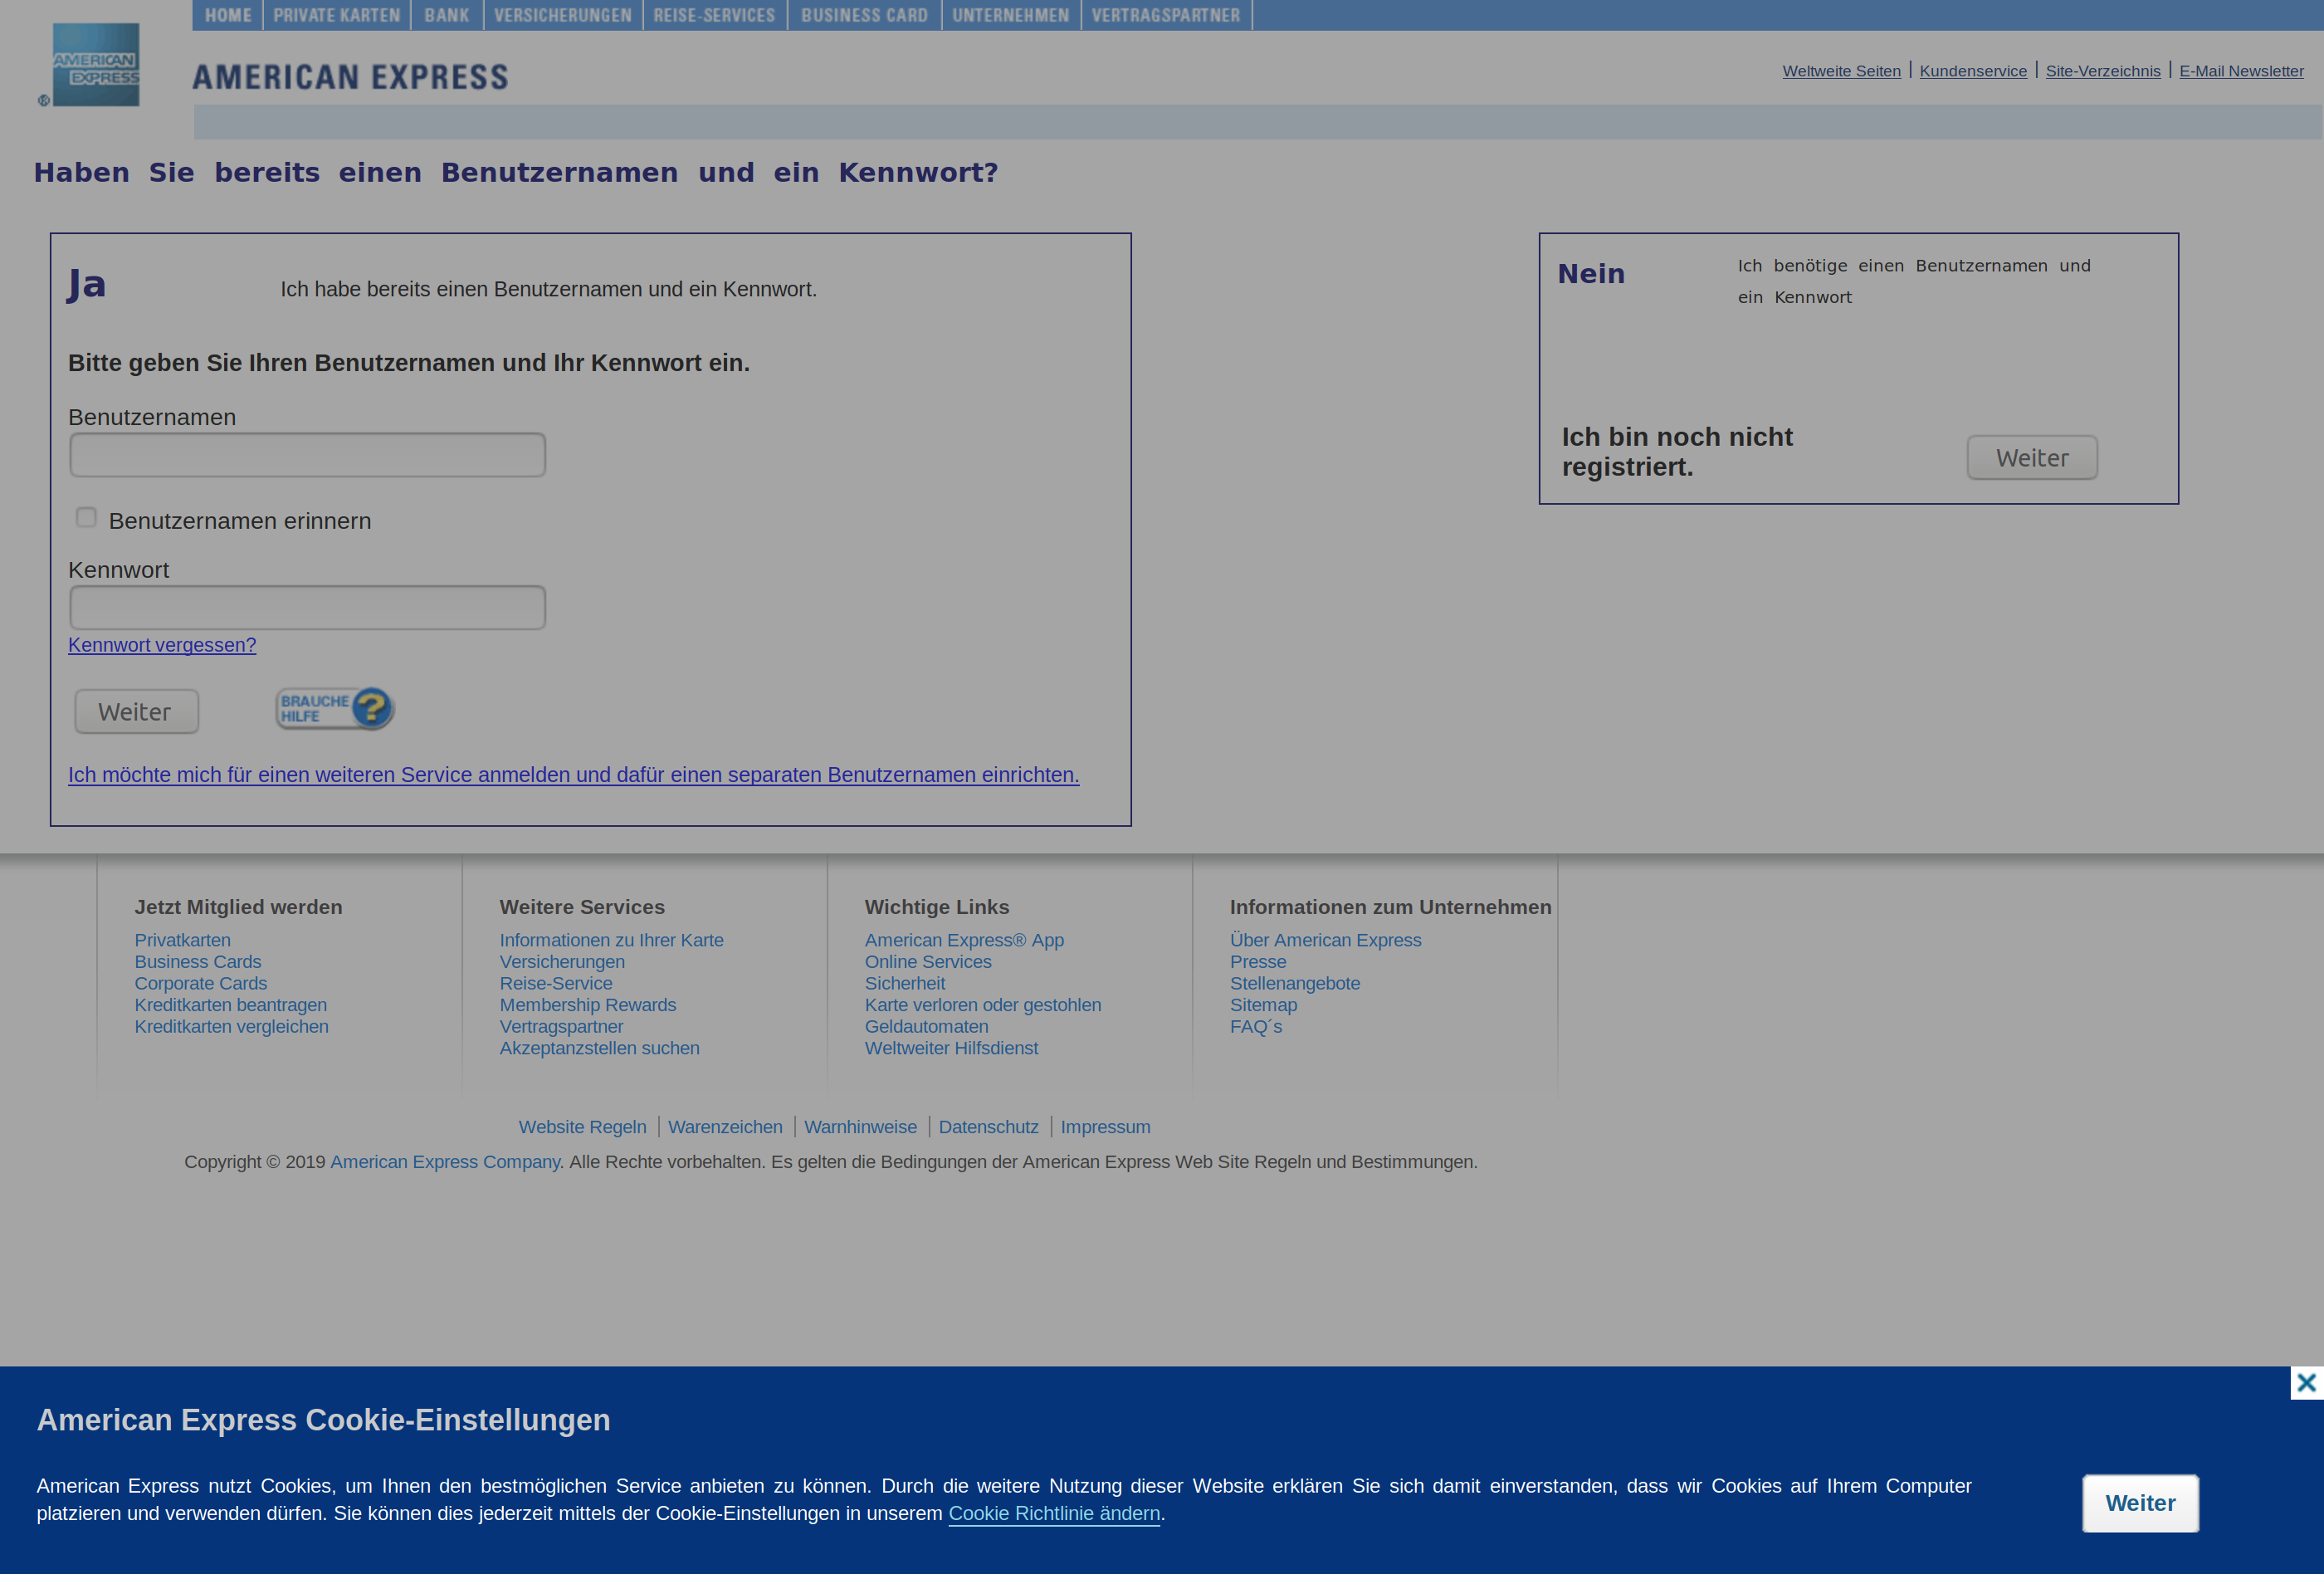 HOME PRIVATE KARTEN BANK VERSICHERUNGEN REISE-SERVICES BUSINESS CARD UNTERNEHMEN VERTRAGSPARTNER
AMERICAN EXPRESS ®
AMERICAN EXPRESS
Weltweite Seiten Kundenservice Site-Verzeichnis E-Mail Newsletter
Haben Sie bereits einen Benutzernamen und ein Kennwort?
Ja
Ich habe bereits einen Benutzernamen und ein Kennwort.
Bitte geben Sie Ihren Benutzernamen und Ihr Kennwort ein.
Benutzernamen
Benutzernamen erinnern
Kennwort
Kennwort vergessen?
Weiter
BRAUCHE
HILFE ?
Ich möchte mich für einen weiteren Service anmelden und dafür einen separaten Benutzernamen einrichten.
Nein
Ich benötige einen Benutzernamen und
ein Kennwort
Ich bin noch nicht
registriert.
Weiter
Jetzt Mitglied werden
Privatkarten
Business Cards
Corporate Cards
Kreditkarten beantragen
Kreditkarten vergleichen
Weitere Services
Informationen zu Ihrer Karte
Versicherungen
Reise-Service
Membership Rewards
Vertragspartner
Akzeptanzstellen suchen
Wichtige Links
American Express® App
Online Services
Sicherheit
Karte verloren oder gestohlen
Geldautomaten
Weltweiter Hilfsdienst
Informationen zum Unternehmen
Über American Express
Presse
Stellenangebote
Sitemap
FAQ´s
Website Regeln Warenzeichen Warnhinweise Datenschutz Impressum
Copyright © 2019 American Express Company. Alle Rechte vorbehalten. Es gelten die Bedingungen der American Express Web Site Regeln und Bestimmungen.
American Express Cookie-Einstellungen
American Express nutzt Cookies, um Ihnen den bestmöglichen Service anbieten zu können. Durch die weitere Nutzung dieser Website erklären Sie sich damit einverstanden, dass wir Cookies auf Ihrem Computer
platzieren und verwenden dürfen. Sie können dies jederzeit mittels der Cookie-Einstellungen in unserem Cookie Richtlinie ändern.
Weiter